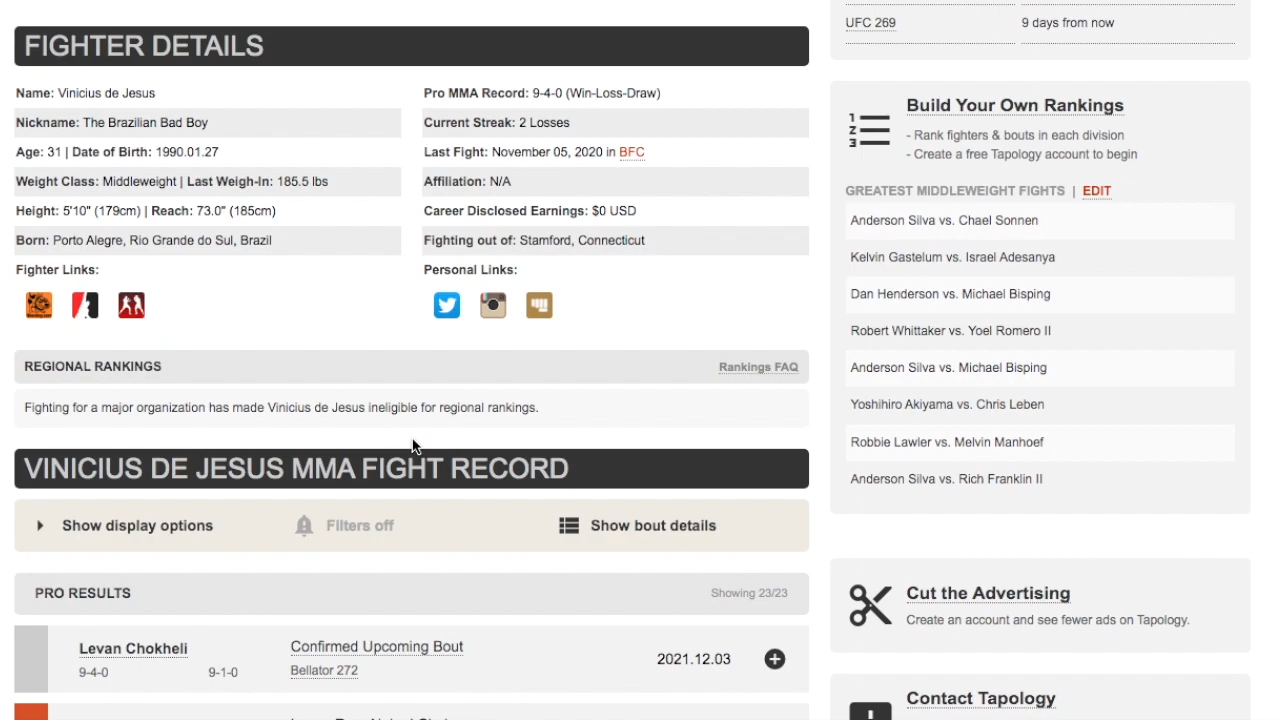 FIGHTER DETAILS
Name: Vinicius de Jesus
Pro MMA Record: 9-4-0 (Win-Loss-Draw)
Nickname: The Brazilian Bad Boy
Current Streak: 2 Losses
Age: 31 | Date of Birth: 1990.01.27
Last Fight: November 05, 2020 in BFC
Weight Class: Middleweight | Last Weigh-In: 185.5 lbs
Affiliation: N/A
Height: 5'10" (179cm) | Reach: 73.0" (185cm)
Career Disclosed Earnings: $0 USD
Born: Porto Alegre, Rio Grande do Sul, Brazil
Fighting out of: Stamford, Connecticut
Fighter Links:
Personal Links:
REGIONAL RANKINGS
Rankings FAQ
Fighting for a major organization has made Vinicius de Jesus ineligible for regional rankings.
VINICIUS DE JESUS MMA FIGHT RECORD
Show display options
Filters off
Show bout details
PRO RESULTS
Showing 23/23
Levan Chokheli
Confirmed Upcoming Bout
2021.12.03
9-4-0
9-1-0
Bellator 272
UFC 269
9 days from now
1
2
3
Build Your Own Rankings
- Rank fighters & bouts in each division
- Create a free Tapology account to begin
GREATEST MIDDLEWEIGHT FIGHTS | EDIT
Anderson Silva vs. Chael Sonnen
Kelvin Gastelum vs. Israel Adesanya
Dan Henderson vs. Michael Bisping
Robert Whittaker vs. Yoel Romero II
Anderson Silva vs. Michael Bisping
Yoshihiro Akiyama vs. Chris Leben
Robbie Lawler vs. Melvin Manhoef
Anderson Silva vs. Rich Franklin II
Cut the Advertising
Create an account and see fewer ads on Tapology.
Contact Tapology